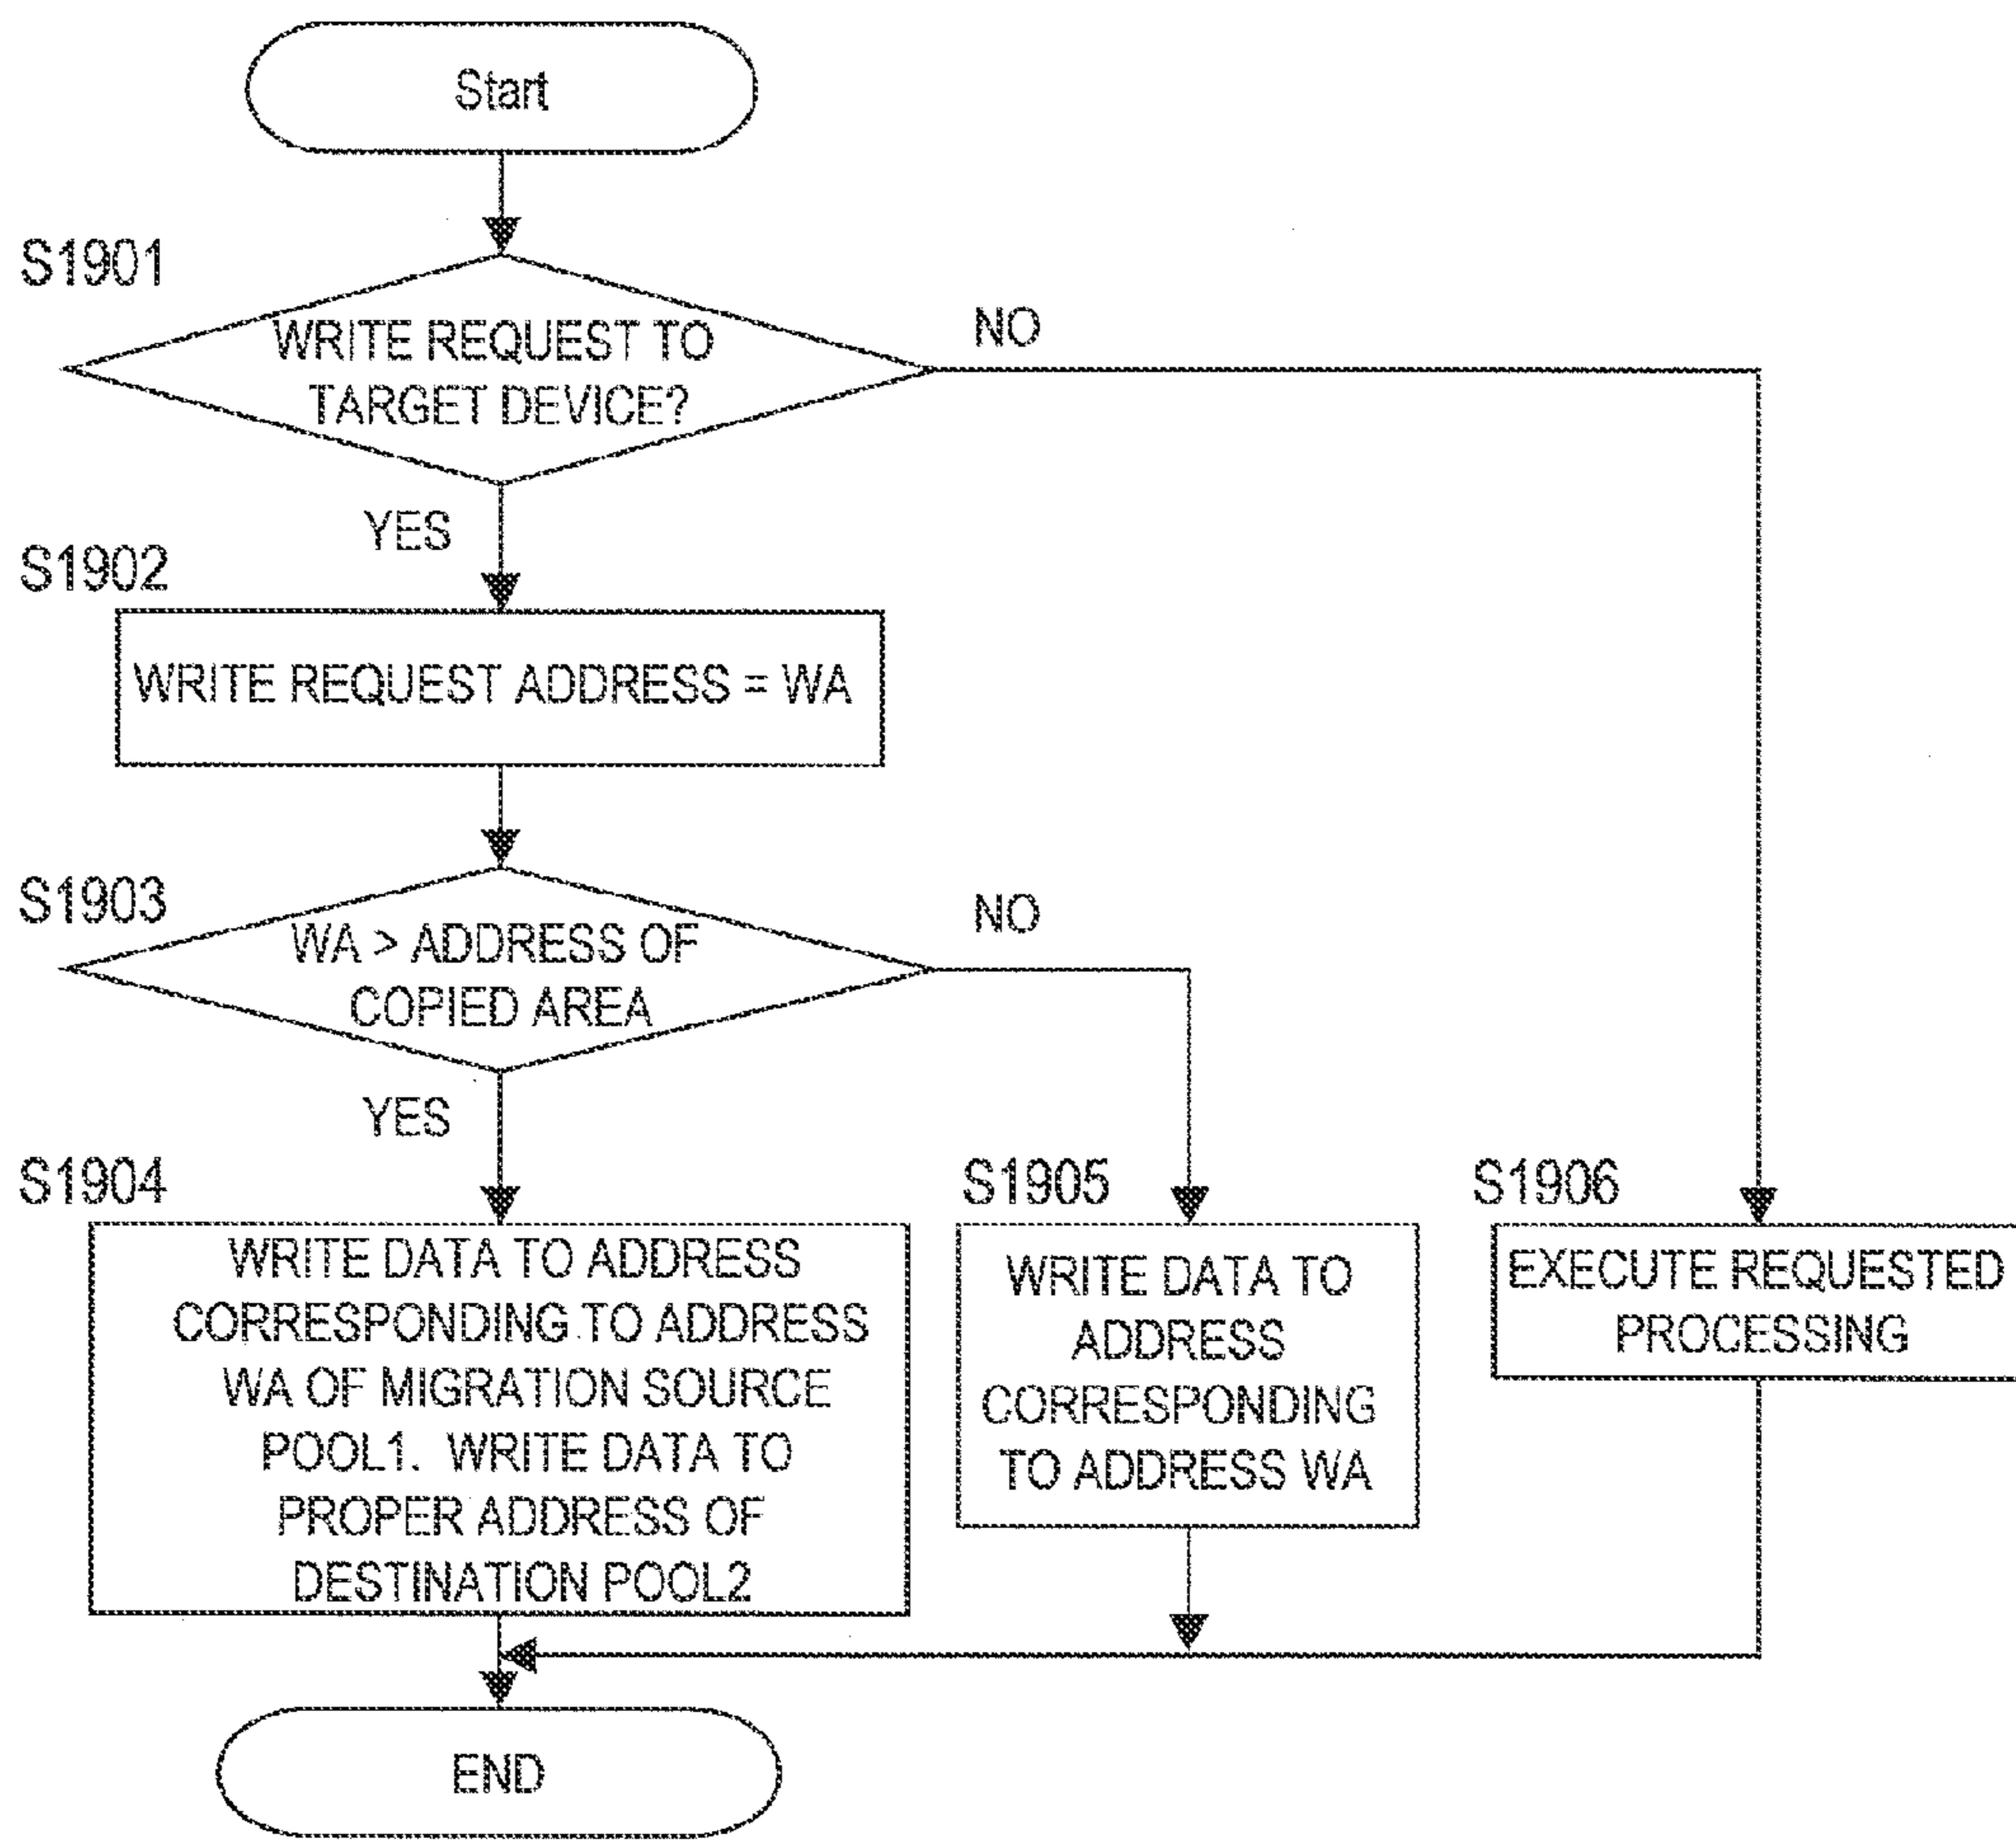 Start
S1901
WRITE REQUEST TO
TARGET DEVICE?
NO
YES
S1902
WRITE REQUEST ADDRESS = WA
S1903
WA > ADDRESS OF
COPIED AREA
NO
YES
S1904
WRITE DATA TO ADDRESS
CORRESPONDING TO ADDRESS
WA OF MIGRATION SOURCE
POOL1. WRITE DATA TO
PROPER ADDRESS OF
DESTINATION POOL2
S1905
WRITE DATA TO
ADDRESS
CORRESPONDING
TO ADDRESS WA
S1906
EXECUTE REQUESTED
PROCESSING
END